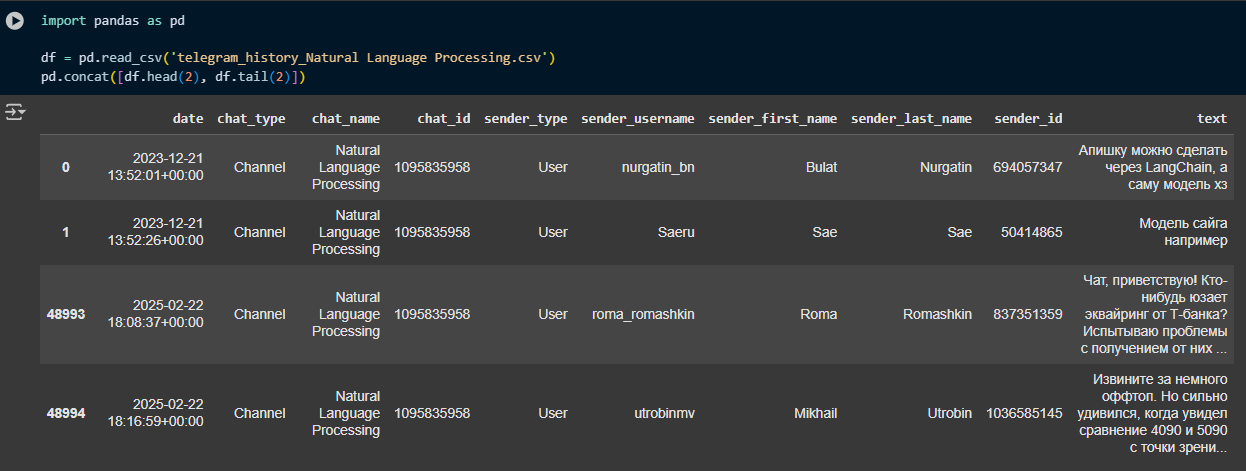 import pandas as pd
df = pd.read_csv('telegram_history_Natural Language Processing.csv')
pd.concat([df.head(2), df.tail(2)])
date chat_type chat_name chat_id sender_type sender_username sender_first_name sender_last_name sender_id text
0 2023-12-21 13:52:01+00:00 Channel Natural Language Processing 1095835958 User nurgatin_bn Bulat Nurgatin 694057347 Апишку можно сделать через LangChain, а саму модель хз
1 2023-12-21 13:52:26+00:00 Channel Natural Language Processing 1095835958 User Saeru Sae Sae 50414865 Модель сайга например
48993 2025-02-22 18:08:37+00:00 Channel Natural Language Processing 1095835958 User roma_romashkin Roma Romashkin 837351359 Чат, приветствую! Кто-нибудь юзает эквайринг от Т-банка? Испытываю проблемы с получением от них ...
48994 2025-02-22 18:16:59+00:00 Channel Natural Language Processing 1095835958 User utrobinmv Mikhail Utrobin 1036585145 Извините за немного оффтоп. Но сильно удивился, когда увидел сравнение 4090 и 5090 с точки зрени...